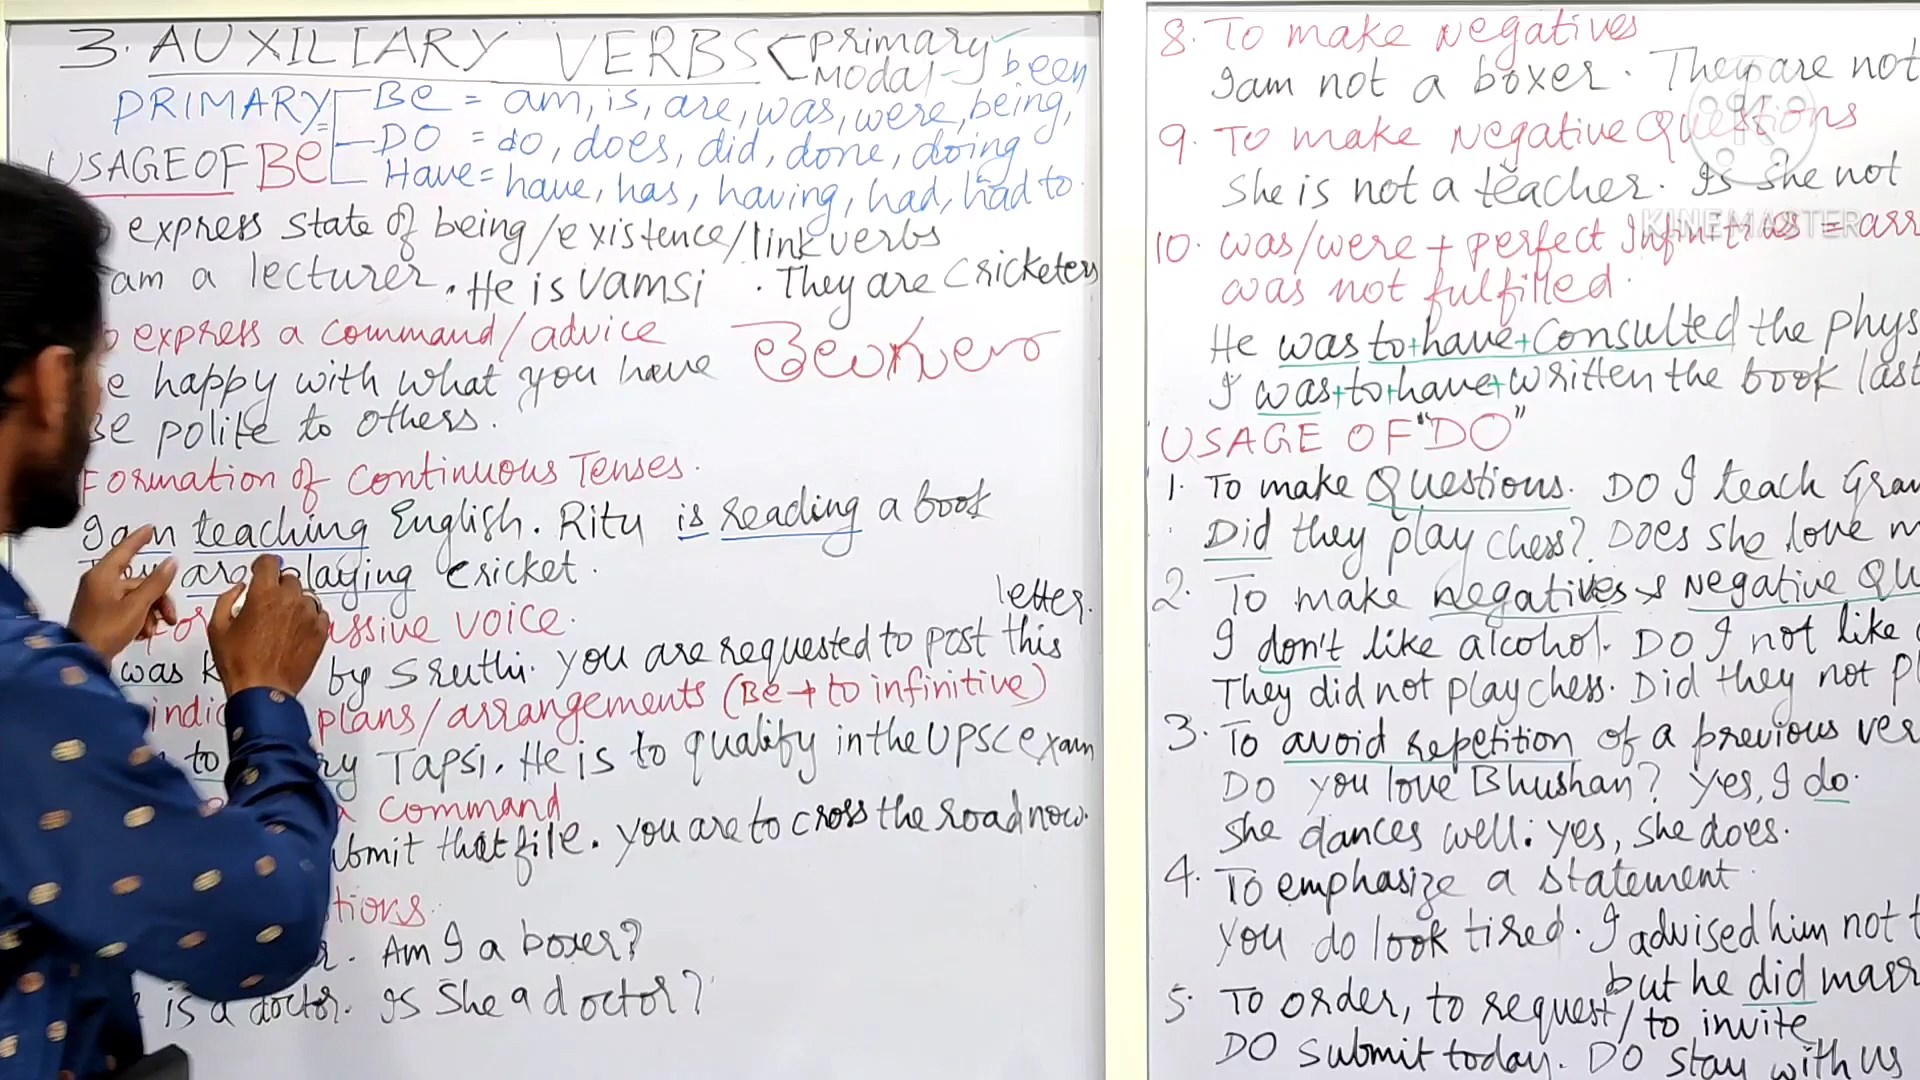 3. AUXILIARY VERBS < Primary
Modal
been
PRIMARY Be = am, is, are, was, were, being,
DO = do, does, did, done, doing
Have = have, has, having, had, had to.
USAGE OF Be
express state of being/existence/link verbs
am a lecturer. He is Vamsi. They are cricketers
express a command/advice
happy with what you have
Be polite to others.
Formation of continuous Tenses.
I am teaching English. Ritu is reading a book
They are playing cricket.
letter.
voice.
was by Sruthi. You are requested to post this
plans/arrangements (Be + to infinitive)
to Tapsi. He is to qualify in the UPSC exam
a command
submit that file. You are to cross the road now.
Am I a boxer?
is a doctor. Is she a doctor?
8. To make negatives
I am not a boxer. They are not
9. To make Negative Questions
She is not a teacher. Is she not
KINEMASTER
10. was/were + perfect Infinitives = arr
was not fulfilled.
He was to+have+consulted the phys
I was+to+have+written the book last
USAGE OF "DO"
1. To make Questions. DO I teach Gram
Did they play chess? Does she love m
2. To make negatives & Negative Qu
I don't like alcohol. DO I not like
They did not play chess. Did they not pl
3. To avoid repetition of a previous ver
DO you love Bhushan? Yes, I do.
She dances well: Yes, she does.
4. To emphasize a statement.
You do look tired. I advised him not t
but he did marr
5. To order, to request/to invite
DO submit today. DO stay with us